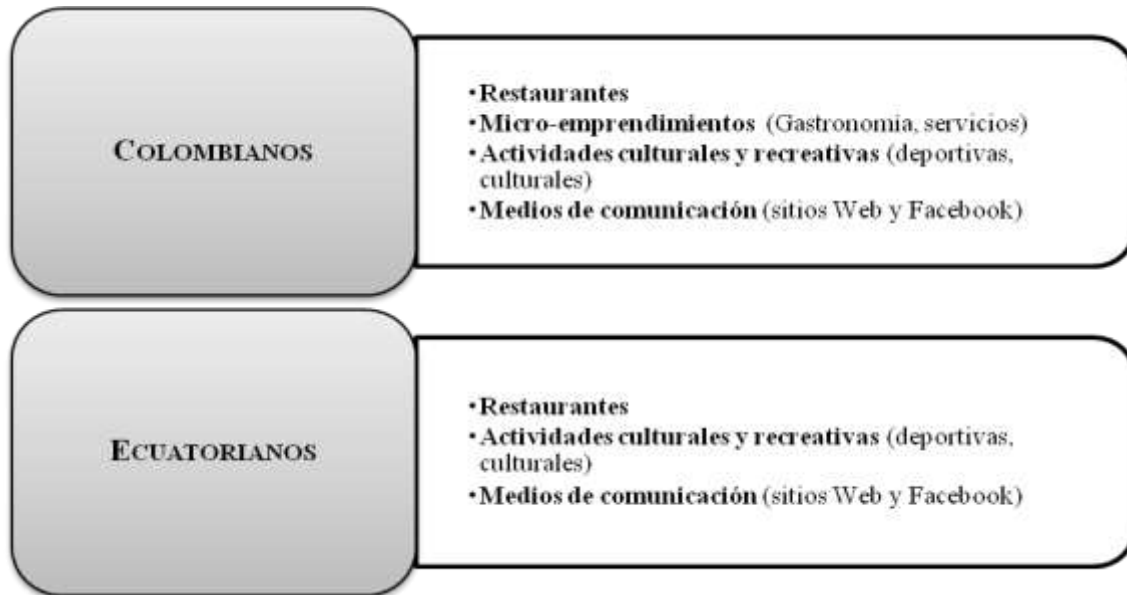 COLOMBIANOS
•Restaurantes
•Micro-emprendimientos (Gastronomia, servicios)
•Actividades culturales y recreativas (deportivas,
culturales)
•Medios de comunicación (sitios Web y Facebook)
ECUATORIANOS
•Restaurantes
•Actividades culturales y recreativas (deportivas,
culturales)
•Medios de comunicación (sitios Web y Facebook)